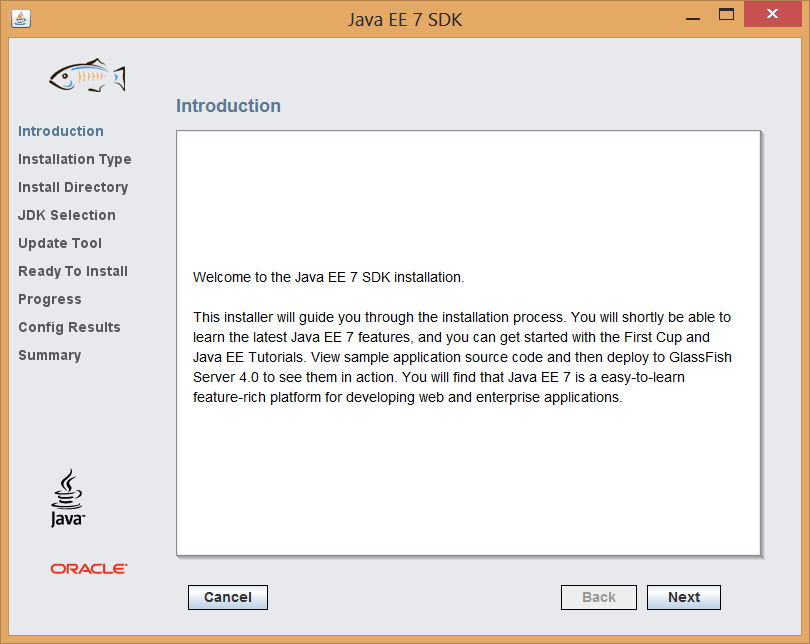 Java EE 7 SDK
Introduction
Introduction
Installation Type
Install Directory
JDK Selection
Update Tool
Ready To Install
Progress
Config Results
Summary
Welcome to the Java EE 7 SDK installation.
This installer will guide you through the installation process. You will shortly be able to
learn the latest Java EE 7 features, and you can get started with the First Cup and
Java EE Tutorials. View sample application source code and then deploy to GlassFish
Server 4.0 to see them in action. You will find that Java EE 7 is a easy-to-learn
feature-rich platform for developing web and enterprise applications.
Java™
ORACLE®
Cancel
Back
Next